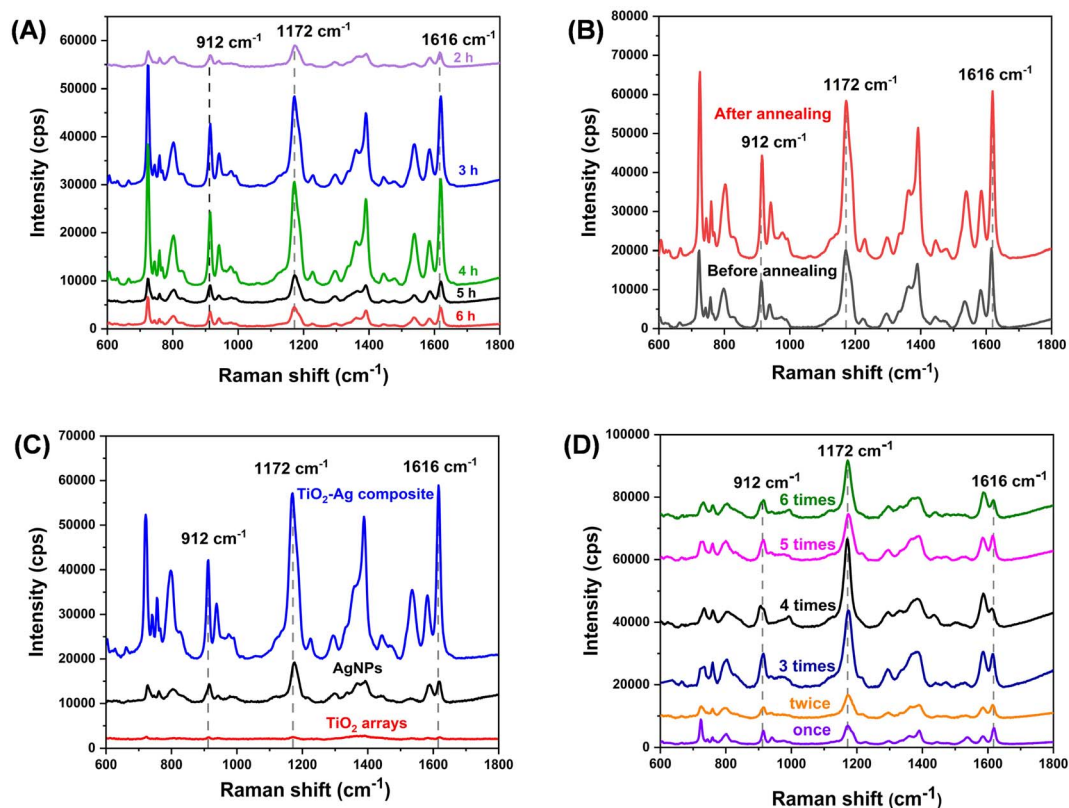 (A)
912 cm⁻¹
1172 cm⁻¹
1616 cm⁻¹
2 h
3 h
4 h
5 h
6 h
60000
50000
40000
30000
20000
10000
0
Intensity (cps)
600 800 1000 1200 1400 1600 1800
Raman shift (cm⁻¹)
(B)
1172 cm⁻¹
1616 cm⁻¹
After annealing
912 cm⁻¹
Before annealing
80000
70000
60000
50000
40000
30000
20000
10000
0
Intensity (cps)
600 800 1000 1200 1400 1600 1800
Raman shift (cm⁻¹)
(C)
1172 cm⁻¹
1616 cm⁻¹
TiO₂-Ag composite
912 cm⁻¹
AgNPs
TiO₂ arrays
70000
60000
50000
40000
30000
20000
10000
0
Intensity (cps)
600 800 1000 1200 1400 1600 1800
Raman shift (cm⁻¹)
(D)
1172 cm⁻¹
912 cm⁻¹
1616 cm⁻¹
6 times
5 times
4 times
3 times
twice
once
100000
80000
60000
40000
20000
0
Intensity (cps)
600 800 1000 1200 1400 1600 1800
Raman shift (cm⁻¹)